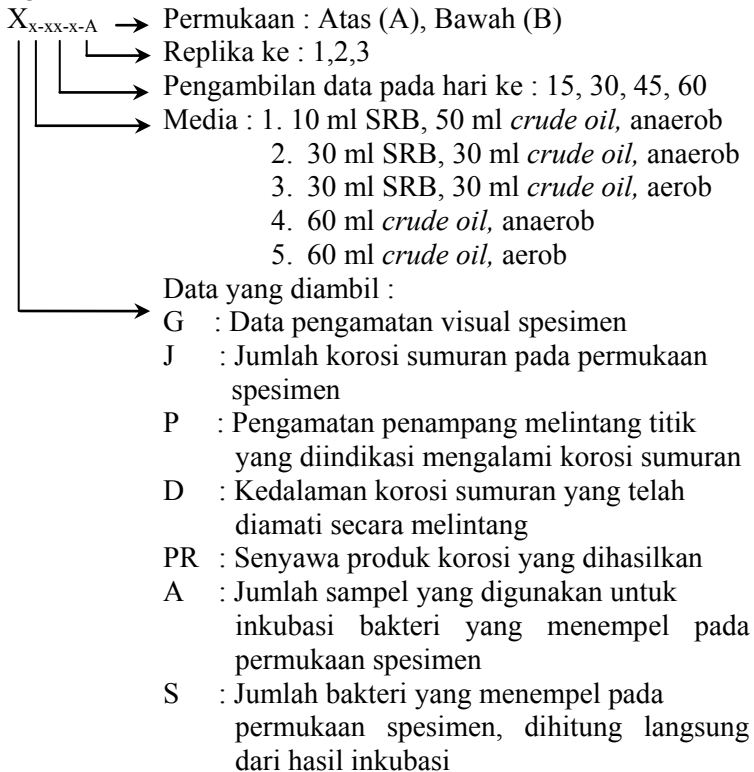 Xx-xx-x-A → Permukaan : Atas (A), Bawah (B)
Replika ke : 1,2,3
Pengambilan data pada hari ke : 15, 30, 45, 60
Media : 1. 10 ml SRB, 50 ml crude oil, anaerob
2. 30 ml SRB, 30 ml crude oil, anaerob
3. 30 ml SRB, 30 ml crude oil, aerob
4. 60 ml crude oil, anaerob
5. 60 ml crude oil, aerob
Data yang diambil :
G : Data pengamatan visual spesimen
J : Jumlah korosi sumuran pada permukaan
spesimen
P : Pengamatan penampang melintang titik
yang diindikasi mengalami korosi sumuran
D : Kedalaman korosi sumuran yang telah
diamati secara melintang
PR : Senyawa produk korosi yang dihasilkan
A : Jumlah sampel yang digunakan untuk
inkubasi bakteri yang menempel pada
permukaan spesimen
S : Jumlah bakteri yang menempel pada
permukaan spesimen, dihitung langsung
dari hasil inkubasi